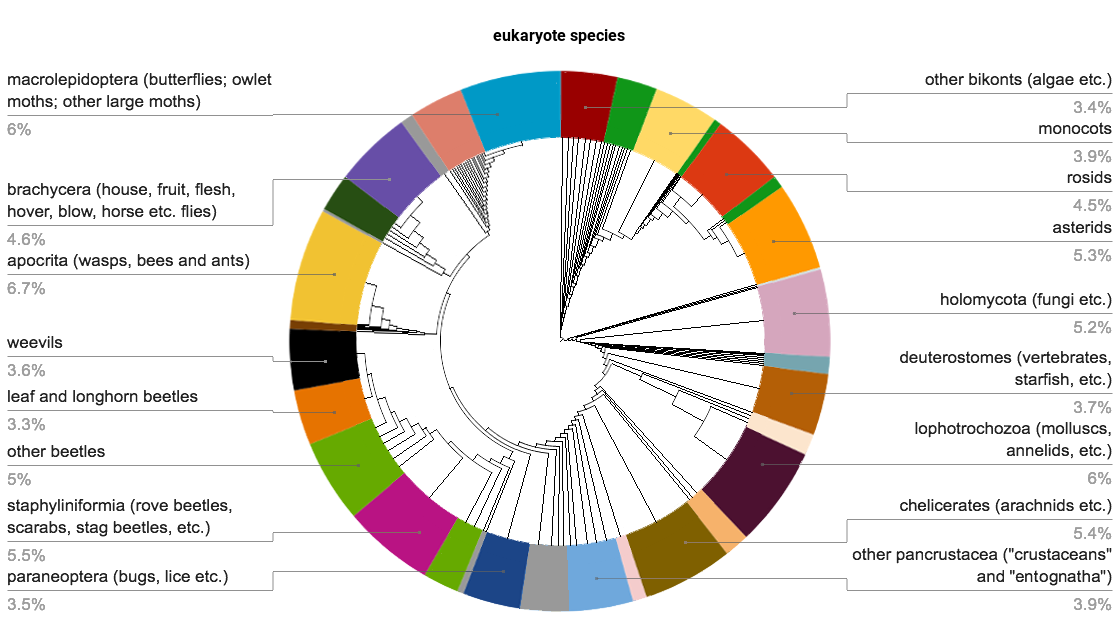 eukaryote species
macrolepidoptera (butterflies; owlet
moths; other large moths)
6%
brachycera (house, fruit, flesh,
hover, blow, horse etc. flies)
4.6%
apocrita (wasps, bees and ants)
6.7%
weevils
3.6%
leaf and longhorn beetles
3.3%
other beetles
5%
staphyliniformia (rove beetles,
scarabs, stag beetles, etc.)
5.5%
paraneoptera (bugs, lice etc.)
3.5%
other bikonts (algae etc.)
3.4%
monocots
3.9%
rosids
4.5%
asterids
5.3%
holomycota (fungi etc.)
5.2%
deuterostomes (vertebrates,
starfish, etc.)
3.7%
lophotrochozoa (molluscs,
annelids, etc.)
6%
chelicerates (arachnids etc.)
5.4%
other pancrustacea ("crustaceans"
and "entognatha")
3.9%